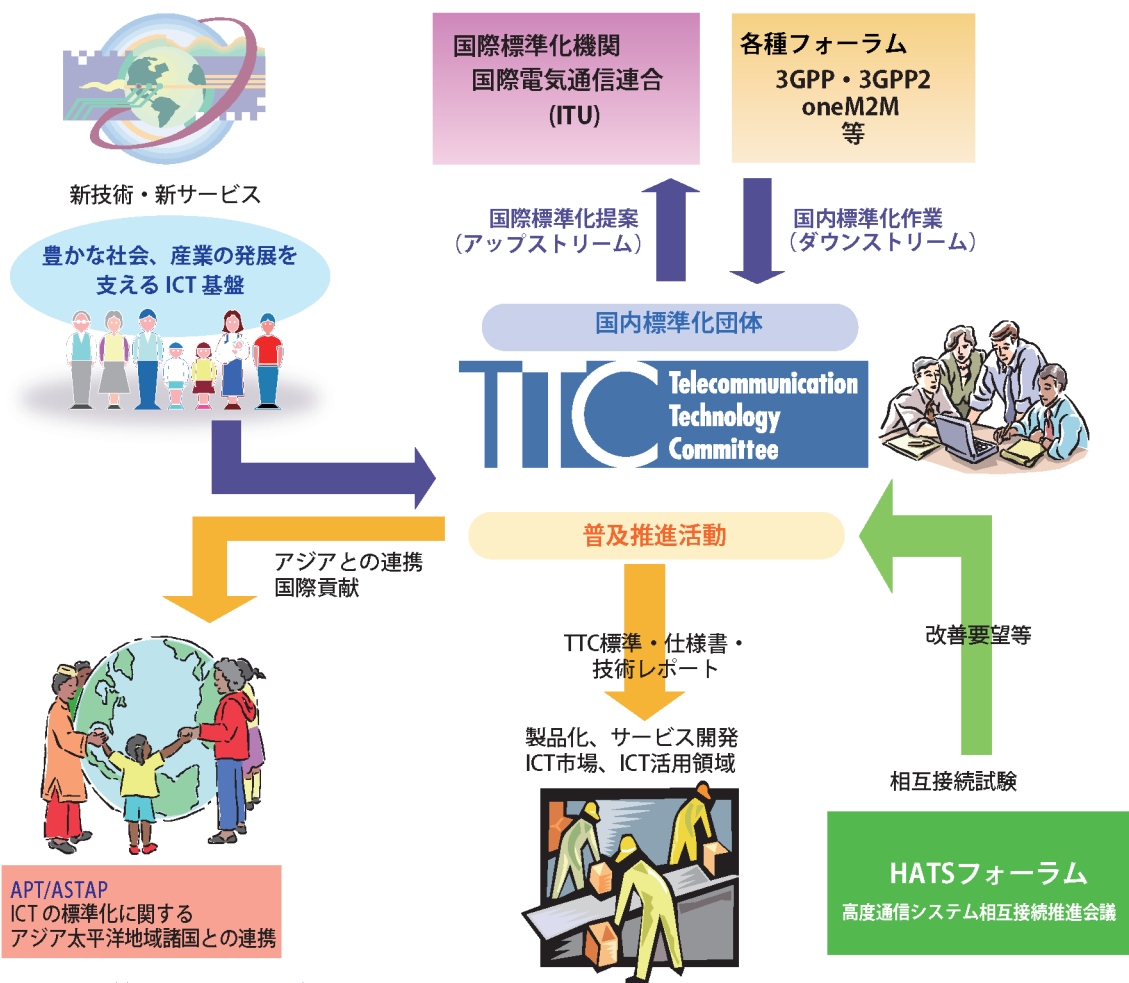 国際標準化機関
国際電気通信連合
(ITU)
各種フォーラム
3GPP・3GPP2
oneM2M
等
新技術・新サービス
豊かな社会、産業の発展を
支える ICT 基盤
国際標準化提案
（アップストリーム）
国内標準化作業
（ダウンストリーム）
国内標準化団体
TTC
Telecommunication
Technology
Committee
普及推進活動
アジアとの連携
国際貢献
TTC標準・仕様書・
技術レポート
改善要望等
製品化、サービス開発
ICT市場、ICT活用領域
相互接続試験
APT/ASTAP
ICT の標準化に関する
アジア太平洋地域諸国との連携
HATSフォーラム
高度通信システム相互接続推進会議